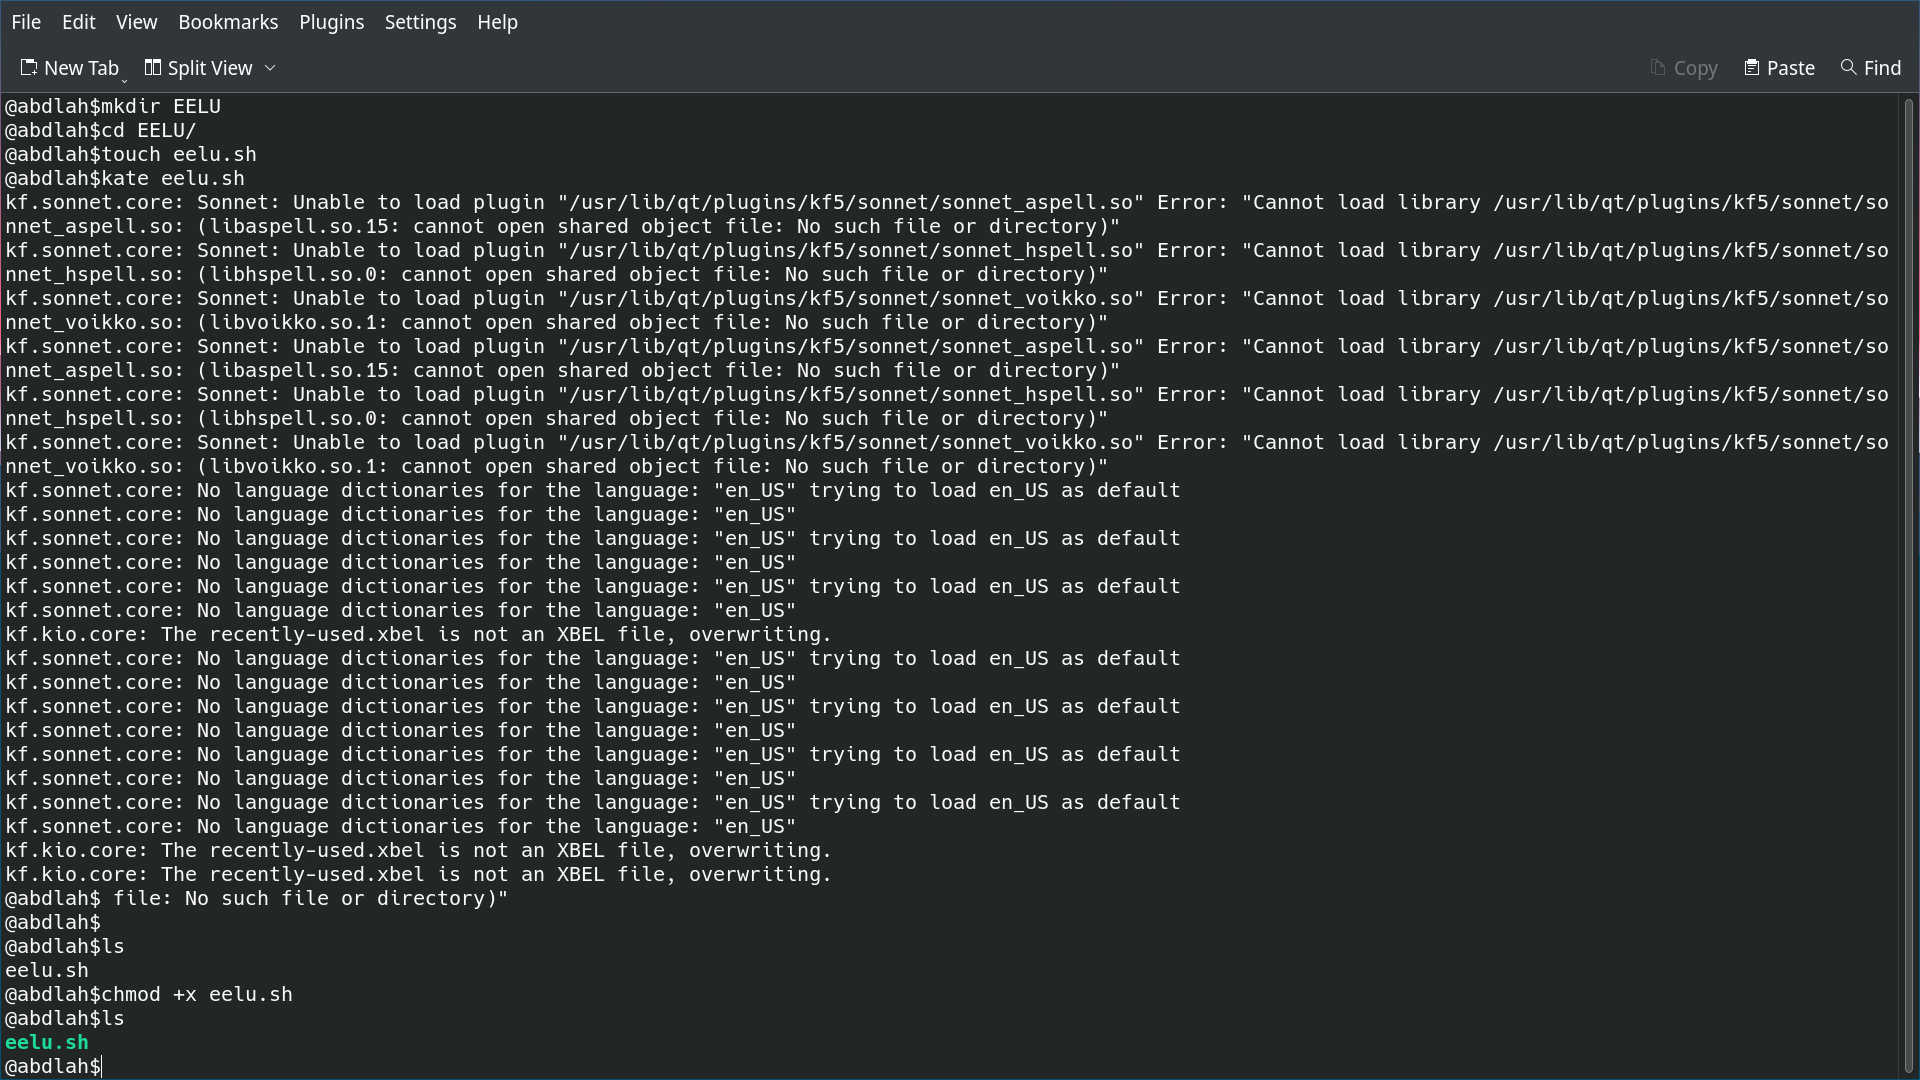 File Edit View Bookmarks Plugins Settings Help
New Tab Split View Copy Paste Find
@abdlah$mkdir EELU
@abdlah$cd EELU/
@abdlah$touch eelu.sh
@abdlah$kate eelu.sh
kf.sonnet.core: Sonnet: Unable to load plugin "/usr/lib/qt/plugins/kf5/sonnet/sonnet_aspell.so" Error: "Cannot load library /usr/lib/qt/plugins/kf5/sonnet/so
nnet_aspell.so: (libaspell.so.15: cannot open shared object file: No such file or directory)"
kf.sonnet.core: Sonnet: Unable to load plugin "/usr/lib/qt/plugins/kf5/sonnet/sonnet_hspell.so" Error: "Cannot load library /usr/lib/qt/plugins/kf5/sonnet/so
nnet_hspell.so: (libhspell.so.0: cannot open shared object file: No such file or directory)"
kf.sonnet.core: Sonnet: Unable to load plugin "/usr/lib/qt/plugins/kf5/sonnet/sonnet_voikko.so" Error: "Cannot load library /usr/lib/qt/plugins/kf5/sonnet/so
nnet_voikko.so: (libvoikko.so.1: cannot open shared object file: No such file or directory)"
kf.sonnet.core: Sonnet: Unable to load plugin "/usr/lib/qt/plugins/kf5/sonnet/sonnet_aspell.so" Error: "Cannot load library /usr/lib/qt/plugins/kf5/sonnet/so
nnet_aspell.so: (libaspell.so.15: cannot open shared object file: No such file or directory)"
kf.sonnet.core: Sonnet: Unable to load plugin "/usr/lib/qt/plugins/kf5/sonnet/sonnet_hspell.so" Error: "Cannot load library /usr/lib/qt/plugins/kf5/sonnet/so
nnet_hspell.so: (libhspell.so.0: cannot open shared object file: No such file or directory)"
kf.sonnet.core: Sonnet: Unable to load plugin "/usr/lib/qt/plugins/kf5/sonnet/sonnet_voikko.so" Error: "Cannot load library /usr/lib/qt/plugins/kf5/sonnet/so
nnet_voikko.so: (libvoikko.so.1: cannot open shared object file: No such file or directory)"
kf.sonnet.core: No language dictionaries for the language: "en_US" trying to load en_US as default
kf.sonnet.core: No language dictionaries for the language: "en_US"
kf.sonnet.core: No language dictionaries for the language: "en_US" trying to load en_US as default
kf.sonnet.core: No language dictionaries for the language: "en_US"
kf.sonnet.core: No language dictionaries for the language: "en_US" trying to load en_US as default
kf.sonnet.core: No language dictionaries for the language: "en_US"
kf.kio.core: The recently-used.xbel is not an XBEL file, overwriting.
kf.sonnet.core: No language dictionaries for the language: "en_US" trying to load en_US as default
kf.sonnet.core: No language dictionaries for the language: "en_US"
kf.sonnet.core: No language dictionaries for the language: "en_US" trying to load en_US as default
kf.sonnet.core: No language dictionaries for the language: "en_US"
kf.sonnet.core: No language dictionaries for the language: "en_US" trying to load en_US as default
kf.sonnet.core: No language dictionaries for the language: "en_US"
kf.sonnet.core: No language dictionaries for the language: "en_US" trying to load en_US as default
kf.sonnet.core: No language dictionaries for the language: "en_US"
kf.kio.core: The recently-used.xbel is not an XBEL file, overwriting.
kf.kio.core: The recently-used.xbel is not an XBEL file, overwriting.
@abdlah$ file: No such file or directory)"
@abdlah$
@abdlah$ls
eelu.sh
@abdlah$chmod +x eelu.sh
@abdlah$ls
eelu.sh
@abdlah$